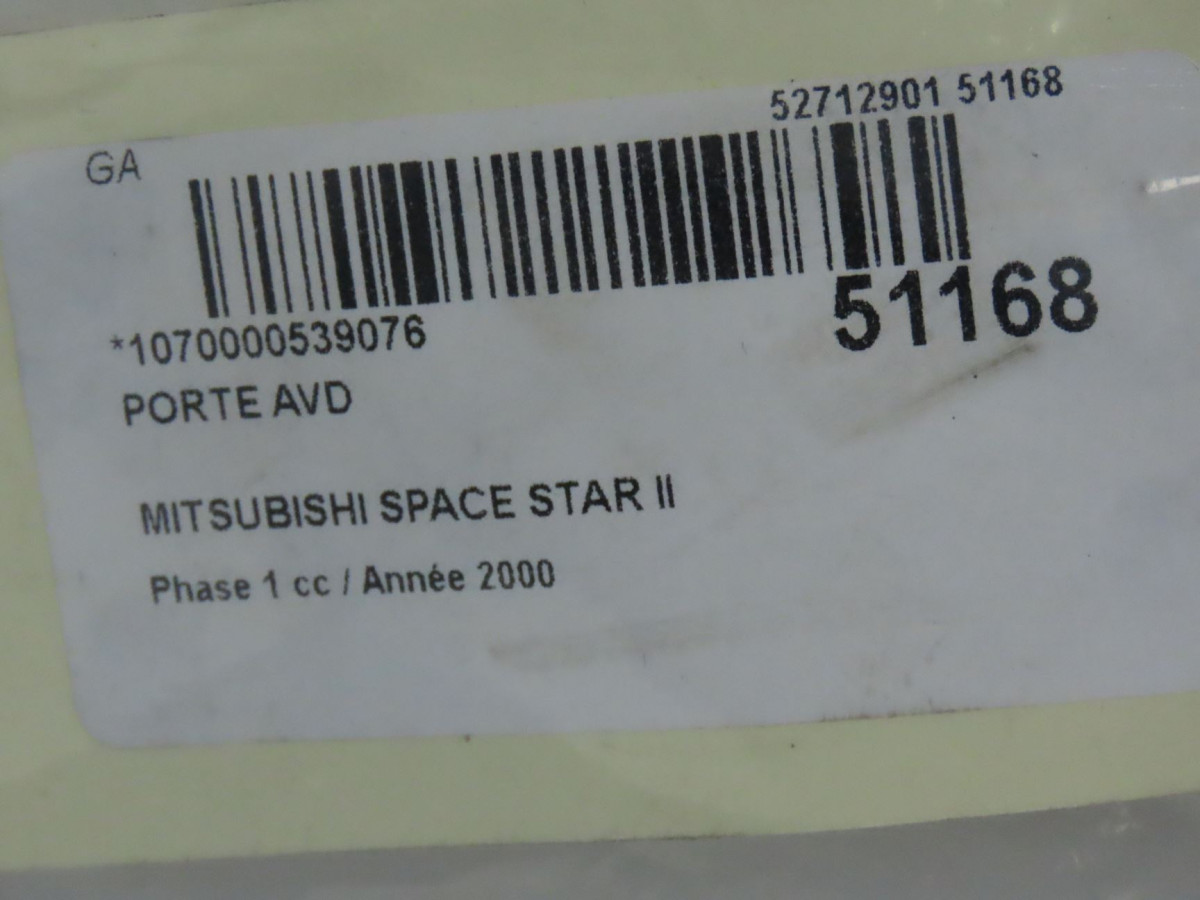 52712901 51168
GA
51168
*1070000539076
PORTE AVD
MITSUBISHI SPACE STAR II
Phase 1 cc / Année 2000